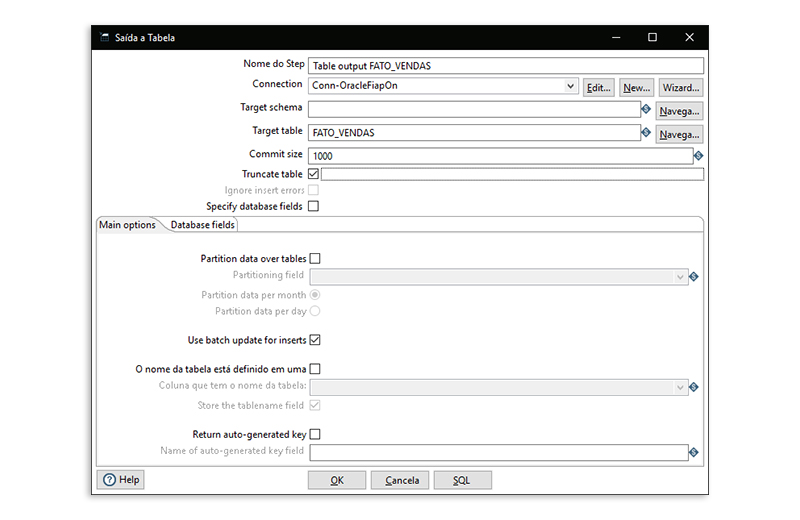 Saída a Tabela
Nome do Step Table output FATO_VENDAS
Connection Conn-OracleFiapOn Edit... New... Wizard...
Target schema Navega...
Target table FATO_VENDAS Navega...
Commit size 1000
Truncate table
Ignore insert errors
Specify database fields
Main options Database fields
Partition data over tables
Partitioning field
Partition data per month
Partition data per day
Use batch update for inserts
O nome da tabela está definido em uma
Coluna que tem o nome da tabela:
Store the tablename field
Return auto-generated key
Name of auto-generated key field
Help OK Cancela SQL